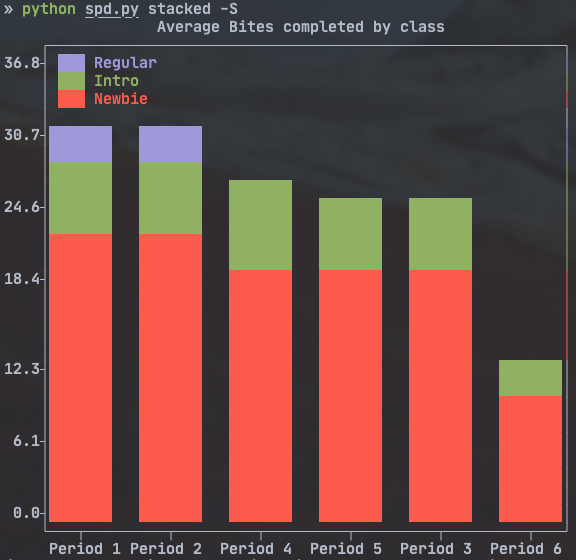 » python spd.py stacked -S
Average Bites completed by class
36.8
Regular
Intro
Newbie
30.7
24.6
18.4
12.3
6.1
0.0
Period 1 Period 2 Period 4 Period 5 Period 3 Period 6